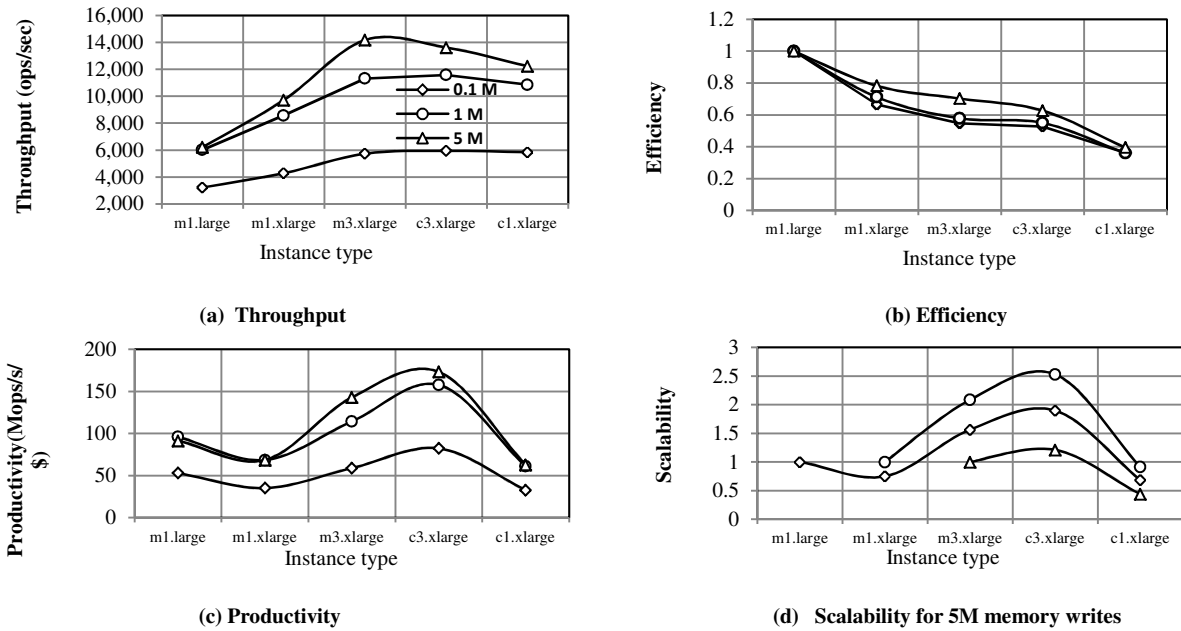 Throughput (ops/sec)
16,000
14,000
12,000
10,000
8,000
6,000
4,000
2,000
0.1 M
1 M
5 M
m1.large m1.xlarge m3.xlarge c3.xlarge c1.xlarge
Instance type
(a) Throughput
Efficiency
1.2
1
0.8
0.6
0.4
0.2
0
m1.large m1.xlarge m3.xlarge c3.xlarge c1.xlarge
Instance type
(b) Efficiency
Productivity(Mops/s/
$)
200
150
100
50
0
m1.large m1.xlarge m3.xlarge c3.xlarge c1.xlarge
Instance type
(c) Productivity
Scalability
3
2.5
2
1.5
1
0.5
0
m1.large m1.xlarge m3.xlarge c3.xlarge c1.xlarge
Instance type
(d) Scalability for 5M memory writes